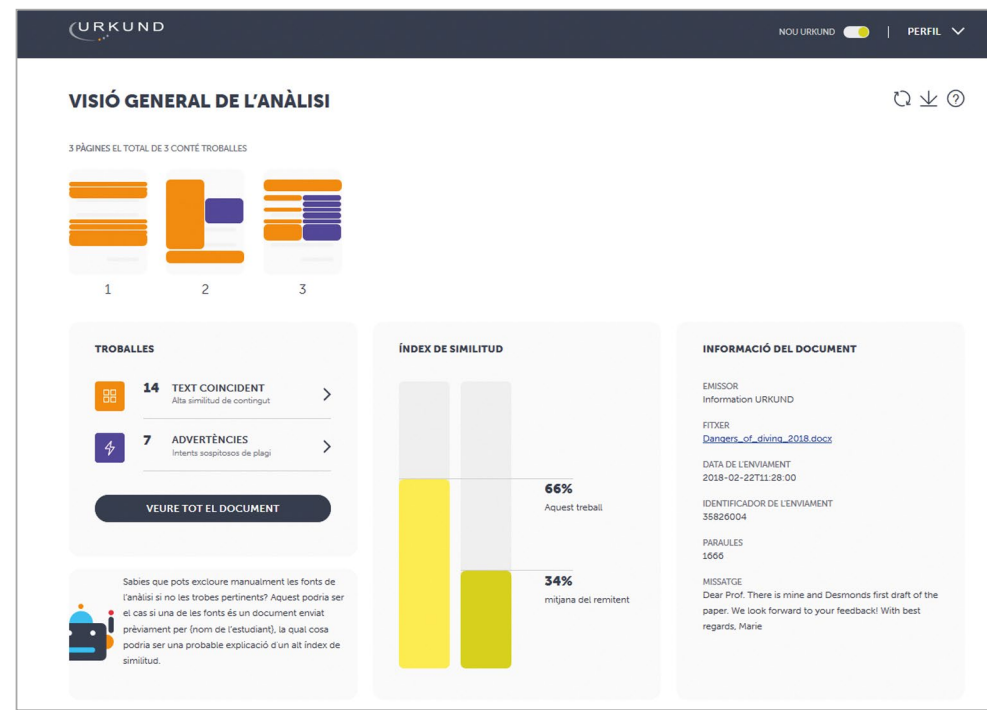 URKUND
NOU URKUND | PERFIL
VISIÓ GENERAL DE L'ANÀLISI
3 PÀGINES EL TOTAL DE 3 CONTÉ TROBALLES
1 2 3
TROBALLES
14 TEXT COINCIDENT
Alta similitud de contingut
7 ADVERTÈNCIES
Intents sospitosos de plagi
VEURE TOT EL DOCUMENT
Sabies que pots excloure manualment les fonts de
l'anàlisi si no les trobes pertinents? Aquest podria ser
el cas si una de les fonts és un document enviat
prèviament per (nom de l'estudiant), la qual cosa
podria ser una probable explicació d'un alt índex de
similitud.
ÍNDEX DE SIMILITUD
66%
Aquest treball
34%
mitjana del remitent
INFORMACIÓ DEL DOCUMENT
EMISSOR
Information URKUND
FITXER
Dangers_of_diving_2018.docx
DATA DE L'ENVIAMENT
2018-02-22T11:28:00
IDENTIFICADOR DE L'ENVIAMENT
35826004
PARAULES
1666
MISSATGE
Dear Prof. There is mine and Desmonds first draft of the
paper. We look forward to your feedback! With best
regards, Marie